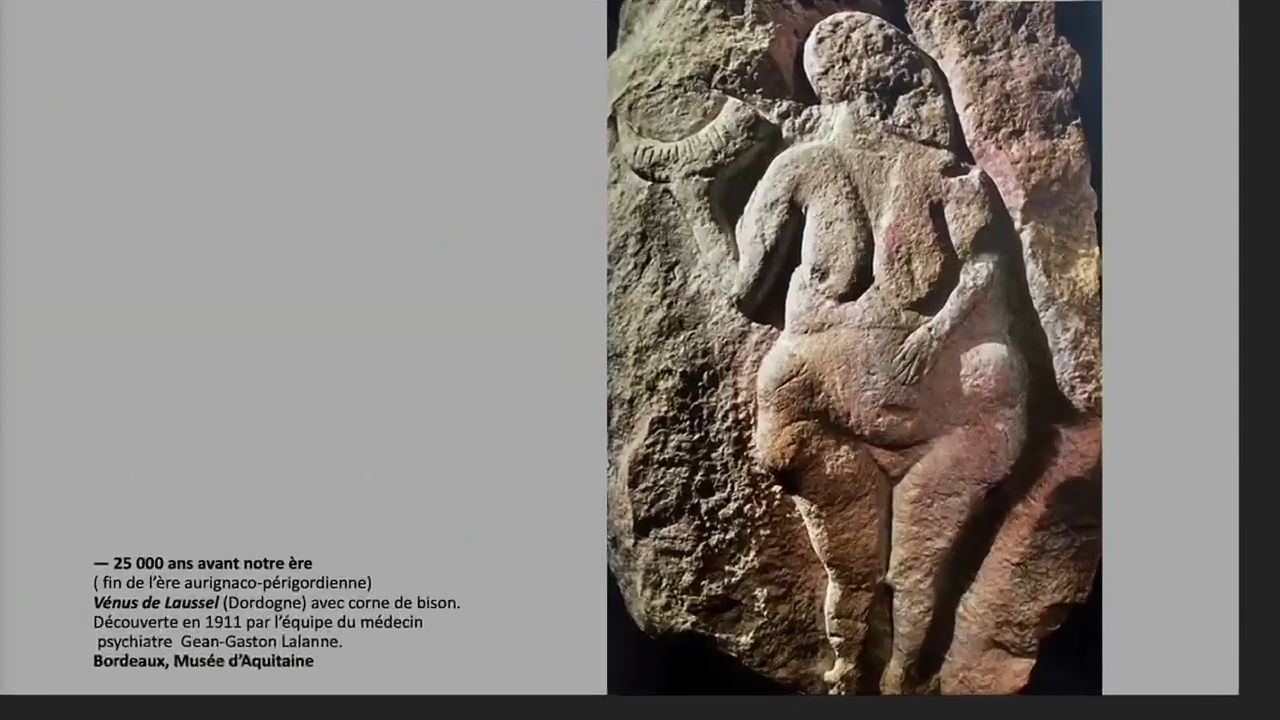 — 25 000 ans avant notre ère
( fin de l’ère aurignaco-périgordienne)
Vénus de Laussel (Dordogne) avec corne de bison.
Découverte en 1911 par l’équipe du médecin
psychiatre  Gean-Gaston Lalanne.
Bordeaux, Musée d’Aquitaine